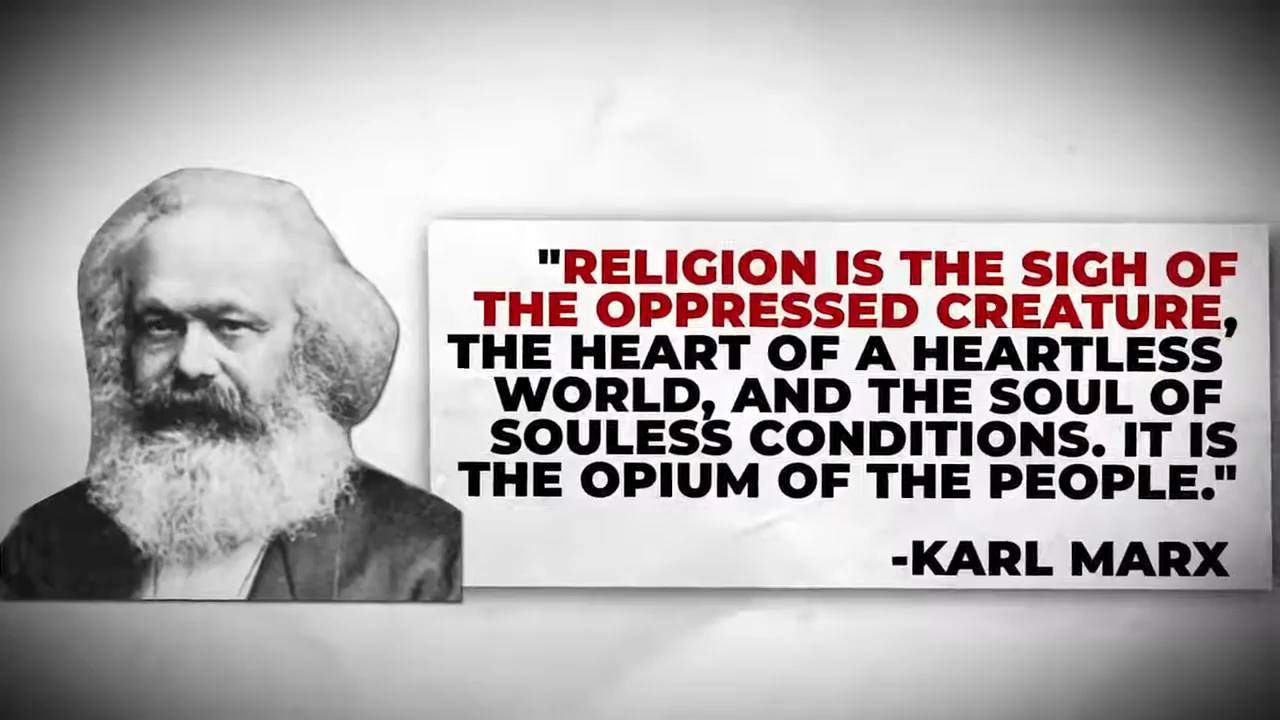 "RELIGION IS THE SIGH OF
THE OPPRESSED CREATURE,
THE HEART OF A HEARTLESS
WORLD, AND THE SOUL OF
SOULESS CONDITIONS. IT IS
THE OPIUM OF THE PEOPLE."
-KARL MARX